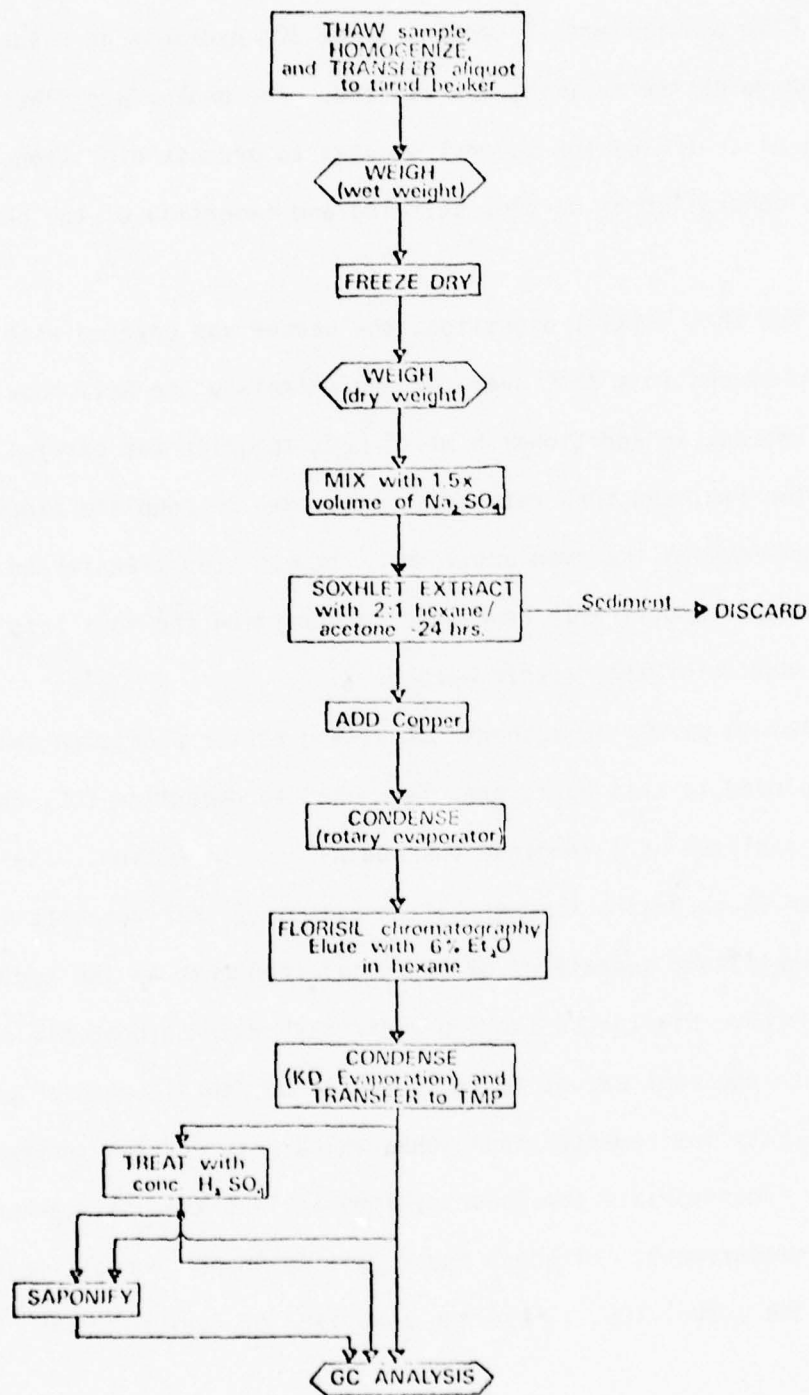 THAW sample,
HOMOGENIZE,
and TRANSFER aliquot
to tared beaker
WEIGH
(wet weight)
FREEZE DRY
WEIGH
(dry weight)
MIX with 1.5x
volume of Na₂SO₄
SOXHLET EXTRACT
with 2:1 hexane/
acetone ~24 hrs.
Sediment
DISCARD
ADD Copper
CONDENSE
(rotary evaporator)
FLORISIL chromatography
Elute with 6% Et₂O
in hexane
CONDENSE
(KD Evaporation) and
TRANSFER to TMP
TREAT with
conc H₂SO₄
SAPONIFY
GC ANALYSIS